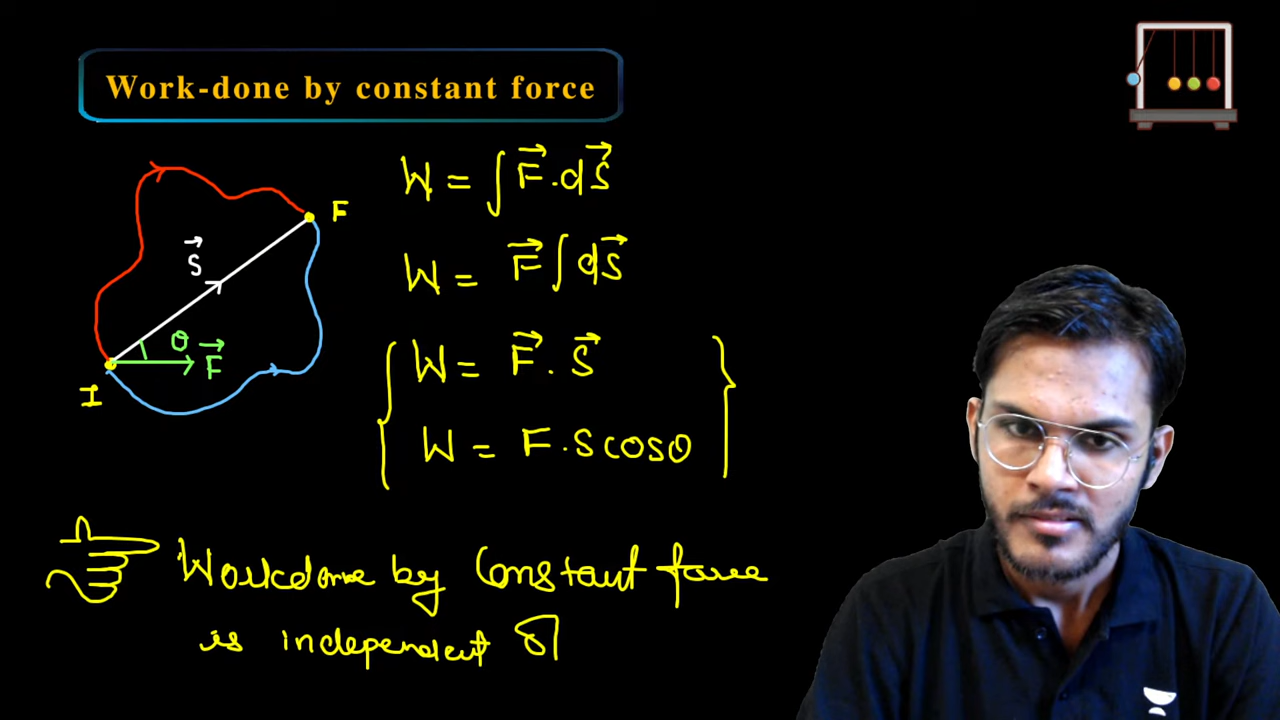 Work-done by constant force
W = ∫F⃗.dS⃗
F
W = F⃗∫dS⃗
S⃗
W = F⃗.S⃗
θ
F⃗
I
W = F.S cosθ
Workdone by Constant force
is independent of